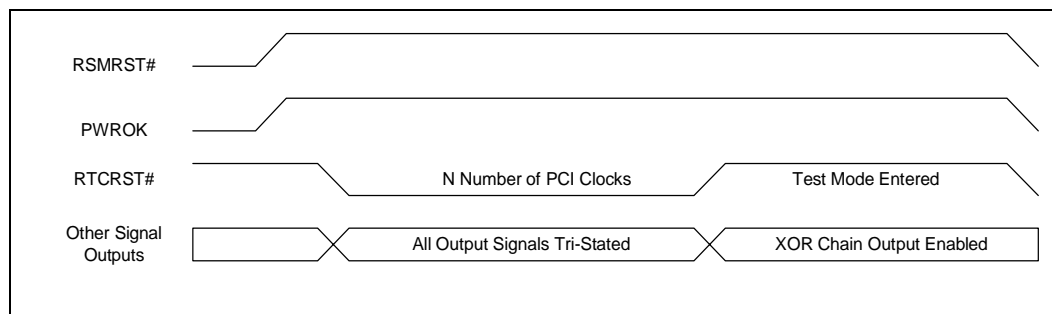 RSMRST#
PWROK
RTCRST#
N Number of PCI Clocks
Test Mode Entered
Other Signal
Outputs
All Output Signals Tri-Stated
XOR Chain Output Enabled